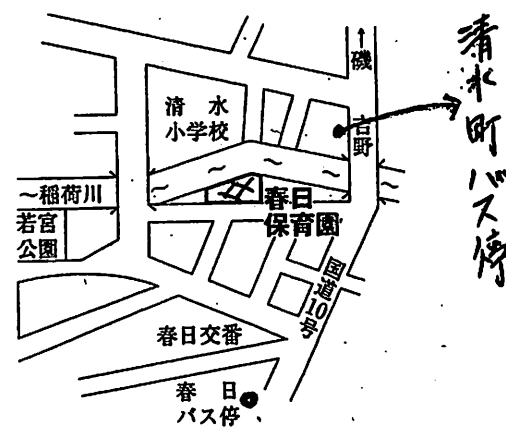 ↑磯
吉野
清水
小学校
清水町バス停
〜稲荷川
若宮
公園
春日
保育園
国道10号
春日交番
春日
バス停